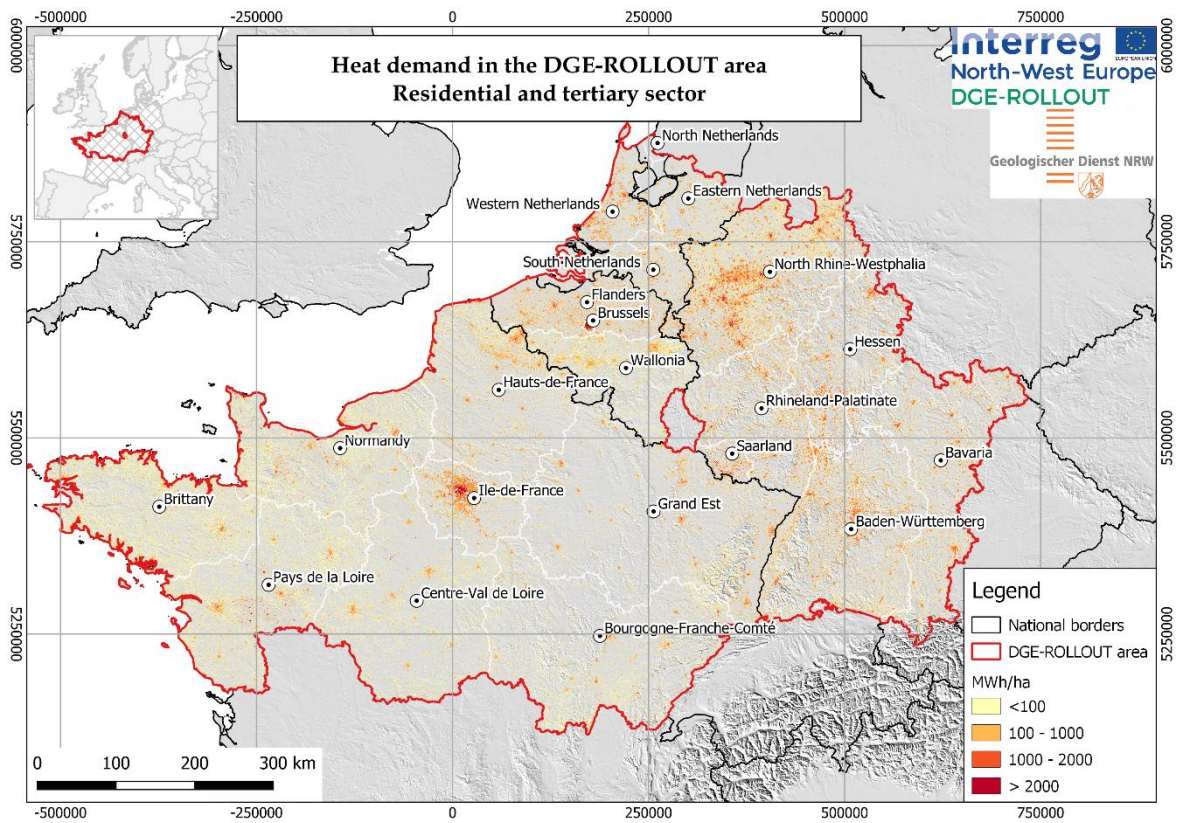 -500000
-250000
0
250000
500000
750000
6000000
Heat demand in the DGE-ROLLOUT area
Residential and tertiary sector
Interreg
EUROPEAN UNION
North-West Europe
DGE-ROLLOUT
Geologischer Dienst NRW
North Netherlands
Eastern Netherlands
Western Netherlands
5750000
5750000
South Netherlands
North Rhine-Westphalia
Flanders
Brussels
Hessen
Wallonia
Hauts-de-France
Rhineland-Palatinate
5500000
5500000
Normandy
Saarland
Bavaria
Ile-de-France
Brittany
Grand Est
Baden-Württemberg
Pays de la Loire
Centre-Val de Loire
Bourgogne-Franche-Comté
5250000
5250000
Legend
National borders
DGE-ROLLOUT area
MWh/ha
<100
100 - 1000
1000 - 2000
> 2000
0 100 200 300 km
-500000
-250000
0
250000
500000
750000